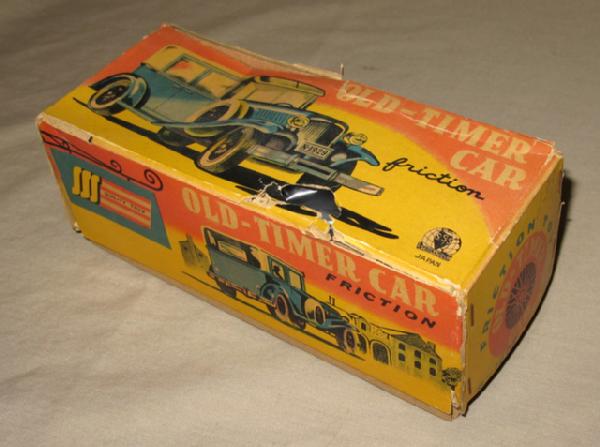 OLD-TIMER
CAR
friction
JAPAN
SSS
OLD-TIMER CAR
FRICTION
FRICTION